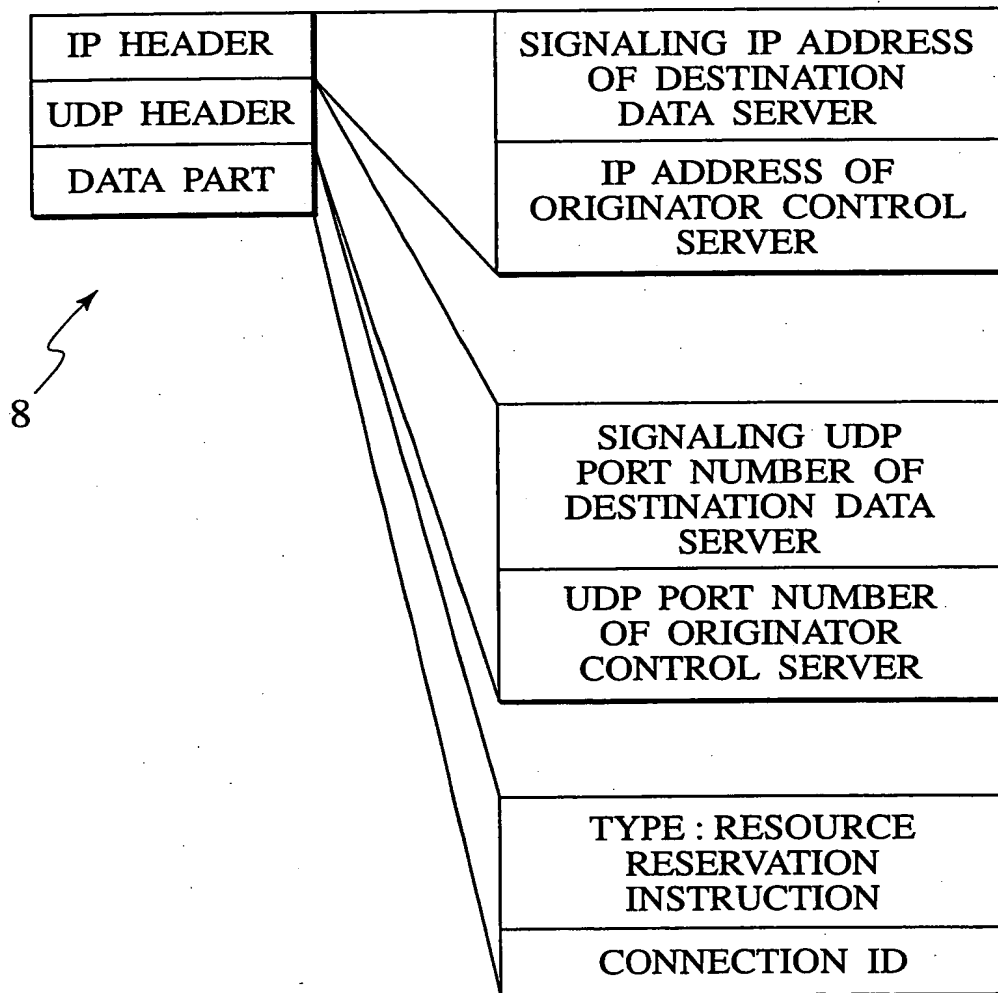 IP HEADER
UDP HEADER
DATA PART
8
SIGNALING IP ADDRESS
OF DESTINATION
DATA SERVER
IP ADDRESS OF
ORIGINATOR CONTROL
SERVER
SIGNALING UDP
PORT NUMBER OF
DESTINATION DATA
SERVER
UDP PORT NUMBER
OF ORIGINATOR
CONTROL SERVER
TYPE : RESOURCE
RESERVATION
INSTRUCTION
CONNECTION ID